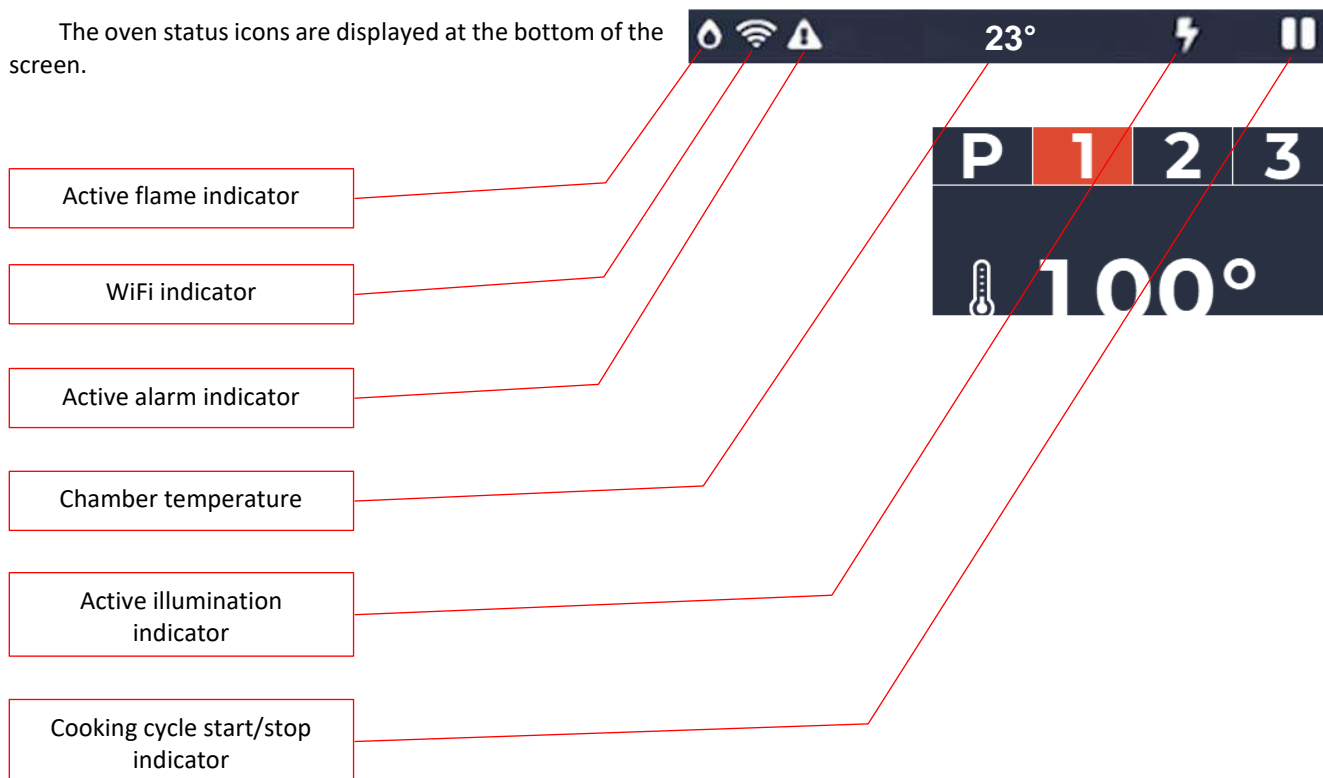 The oven status icons are displayed at the bottom of the
screen.
23°
P 1 2 3
100°
Active flame indicator
WiFi indicator
Active alarm indicator
Chamber temperature
Active illumination
indicator
Cooking cycle start/stop
indicator